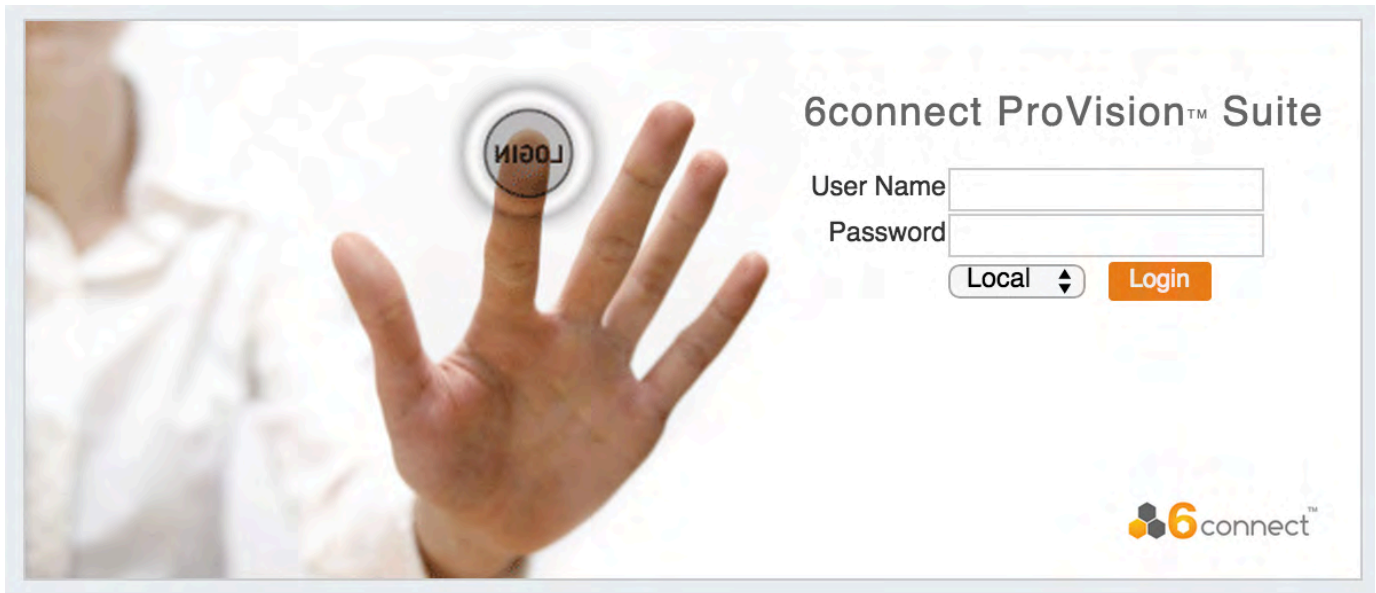 LOGIN
6connect ProVision™ Suite
User Name
Password
Local Login
6connect™